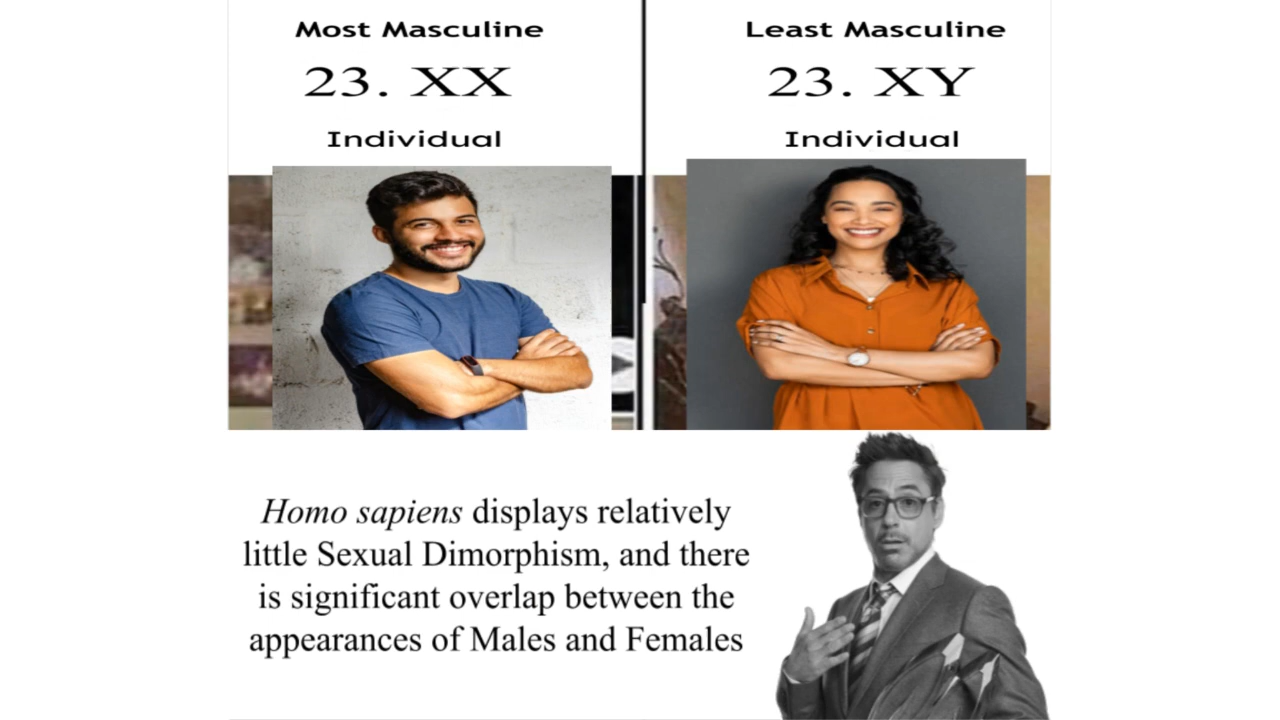 Most Masculine
23. XX
Individual
Least Masculine
23. XY
Individual
Homo sapiens displays relatively
little Sexual Dimorphism, and there
is significant overlap between the
appearances of Males and Females